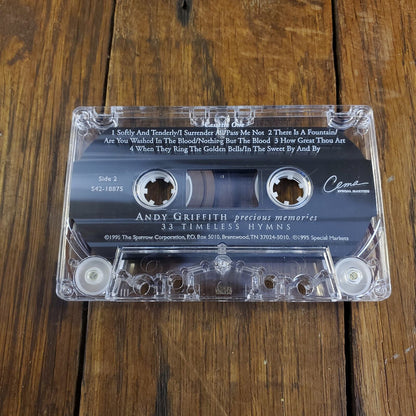 Cassette One
1 Softly And Tenderly/I Surrender All/Pass Me Not 2 There Is A Fountain/
Are You Washed In The Blood/Nothing But The Blood 3 How Great Thou Art
4 When They Ring The Golden Bells/In The Sweet By And By
Side 2
S42-18875
Cema
SPECIAL MARKETS
ANDY GRIFFITH precious memories
33 TIMELESS HYMNS
©1995 The Sparrow Corporation, P.O. Box 5010, Brentwood, TN 37024-5010. ℗1995 Special Markets